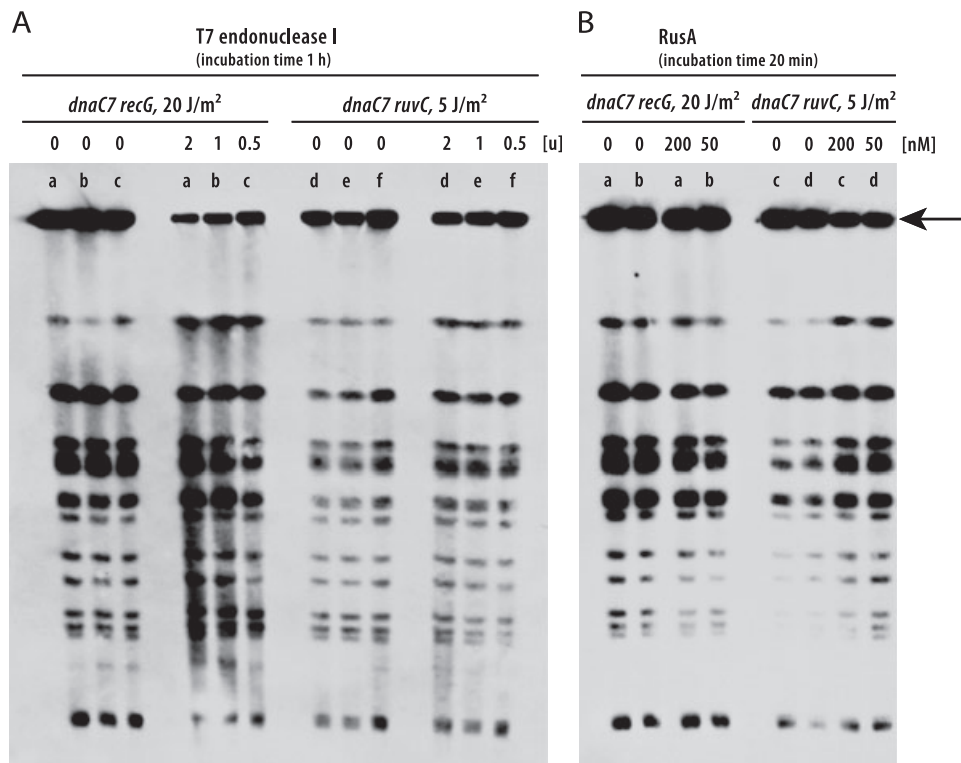 A
T7 endonuclease I
(incubation time 1 h)
dnaC7 recG, 20 J/m²
dnaC7 ruvC, 5 J/m²
0 0 0 2 1 0.5 0 0 0 2 1 0.5 [u]
a b c a b c d e f d e f
B
RusA
(incubation time 20 min)
dnaC7 recG, 20 J/m²
dnaC7 ruvC, 5 J/m²
0 0 200 50 0 0 200 50 [nM]
a b a b c d c d